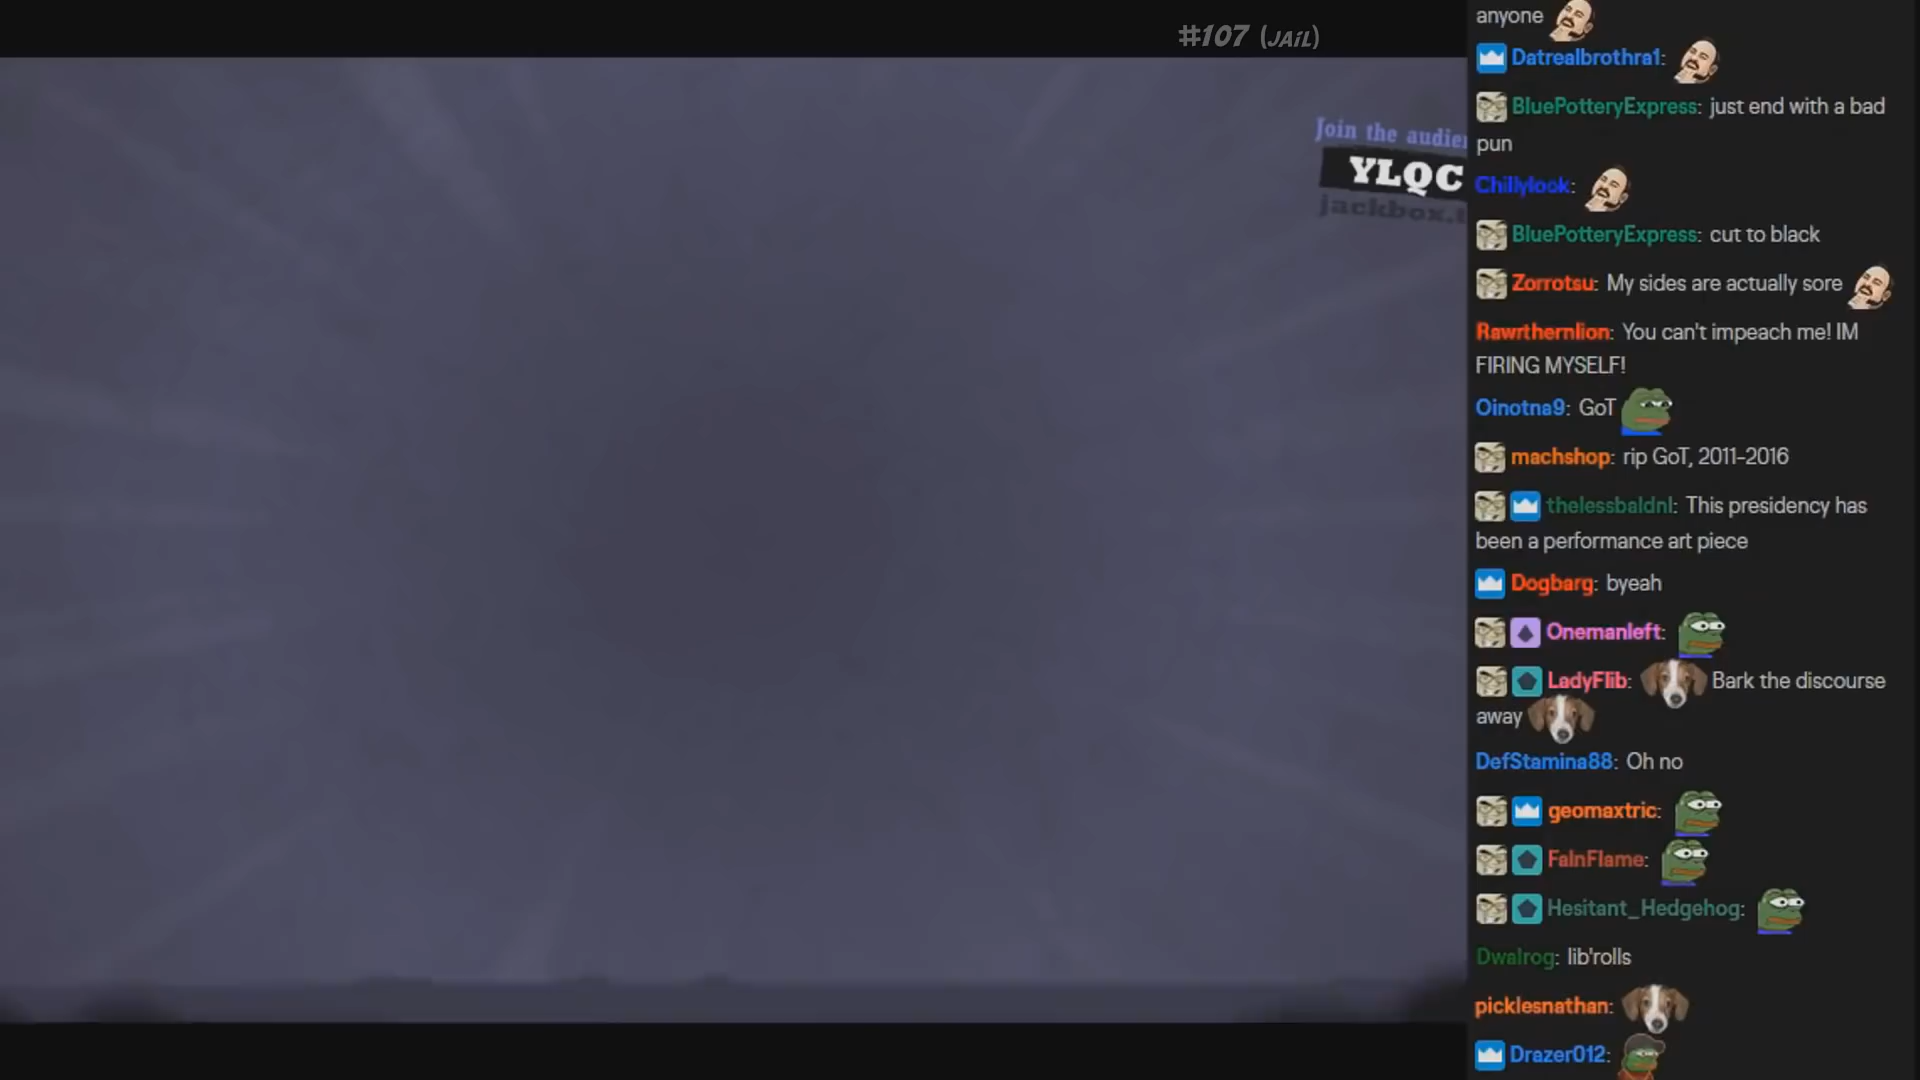 #107 (JAIL)
Join the audie
YLQC
jackbox.t
anyone
Datrealbrothra1:
BluePotteryExpress: just end with a bad
pun
Chillylook:
BluePotteryExpress: cut to black
Zorrotsu: My sides are actually sore
Rawrthernlion: You can't impeach me! IM
FIRING MYSELF!
Oinotna9: GoT
machshop: rip GoT, 2011-2016
thelessbaldnl: This presidency has
been a performance art piece
Dogbarg: byeah
Onemanleft:
LadyFlib: Bark the discourse
away
DefStamina88: Oh no
geomaxtric:
FalnFlame:
Hesitant_Hedgehog:
Dwalrog: lib'rolls
picklesnathan:
Drazer012: